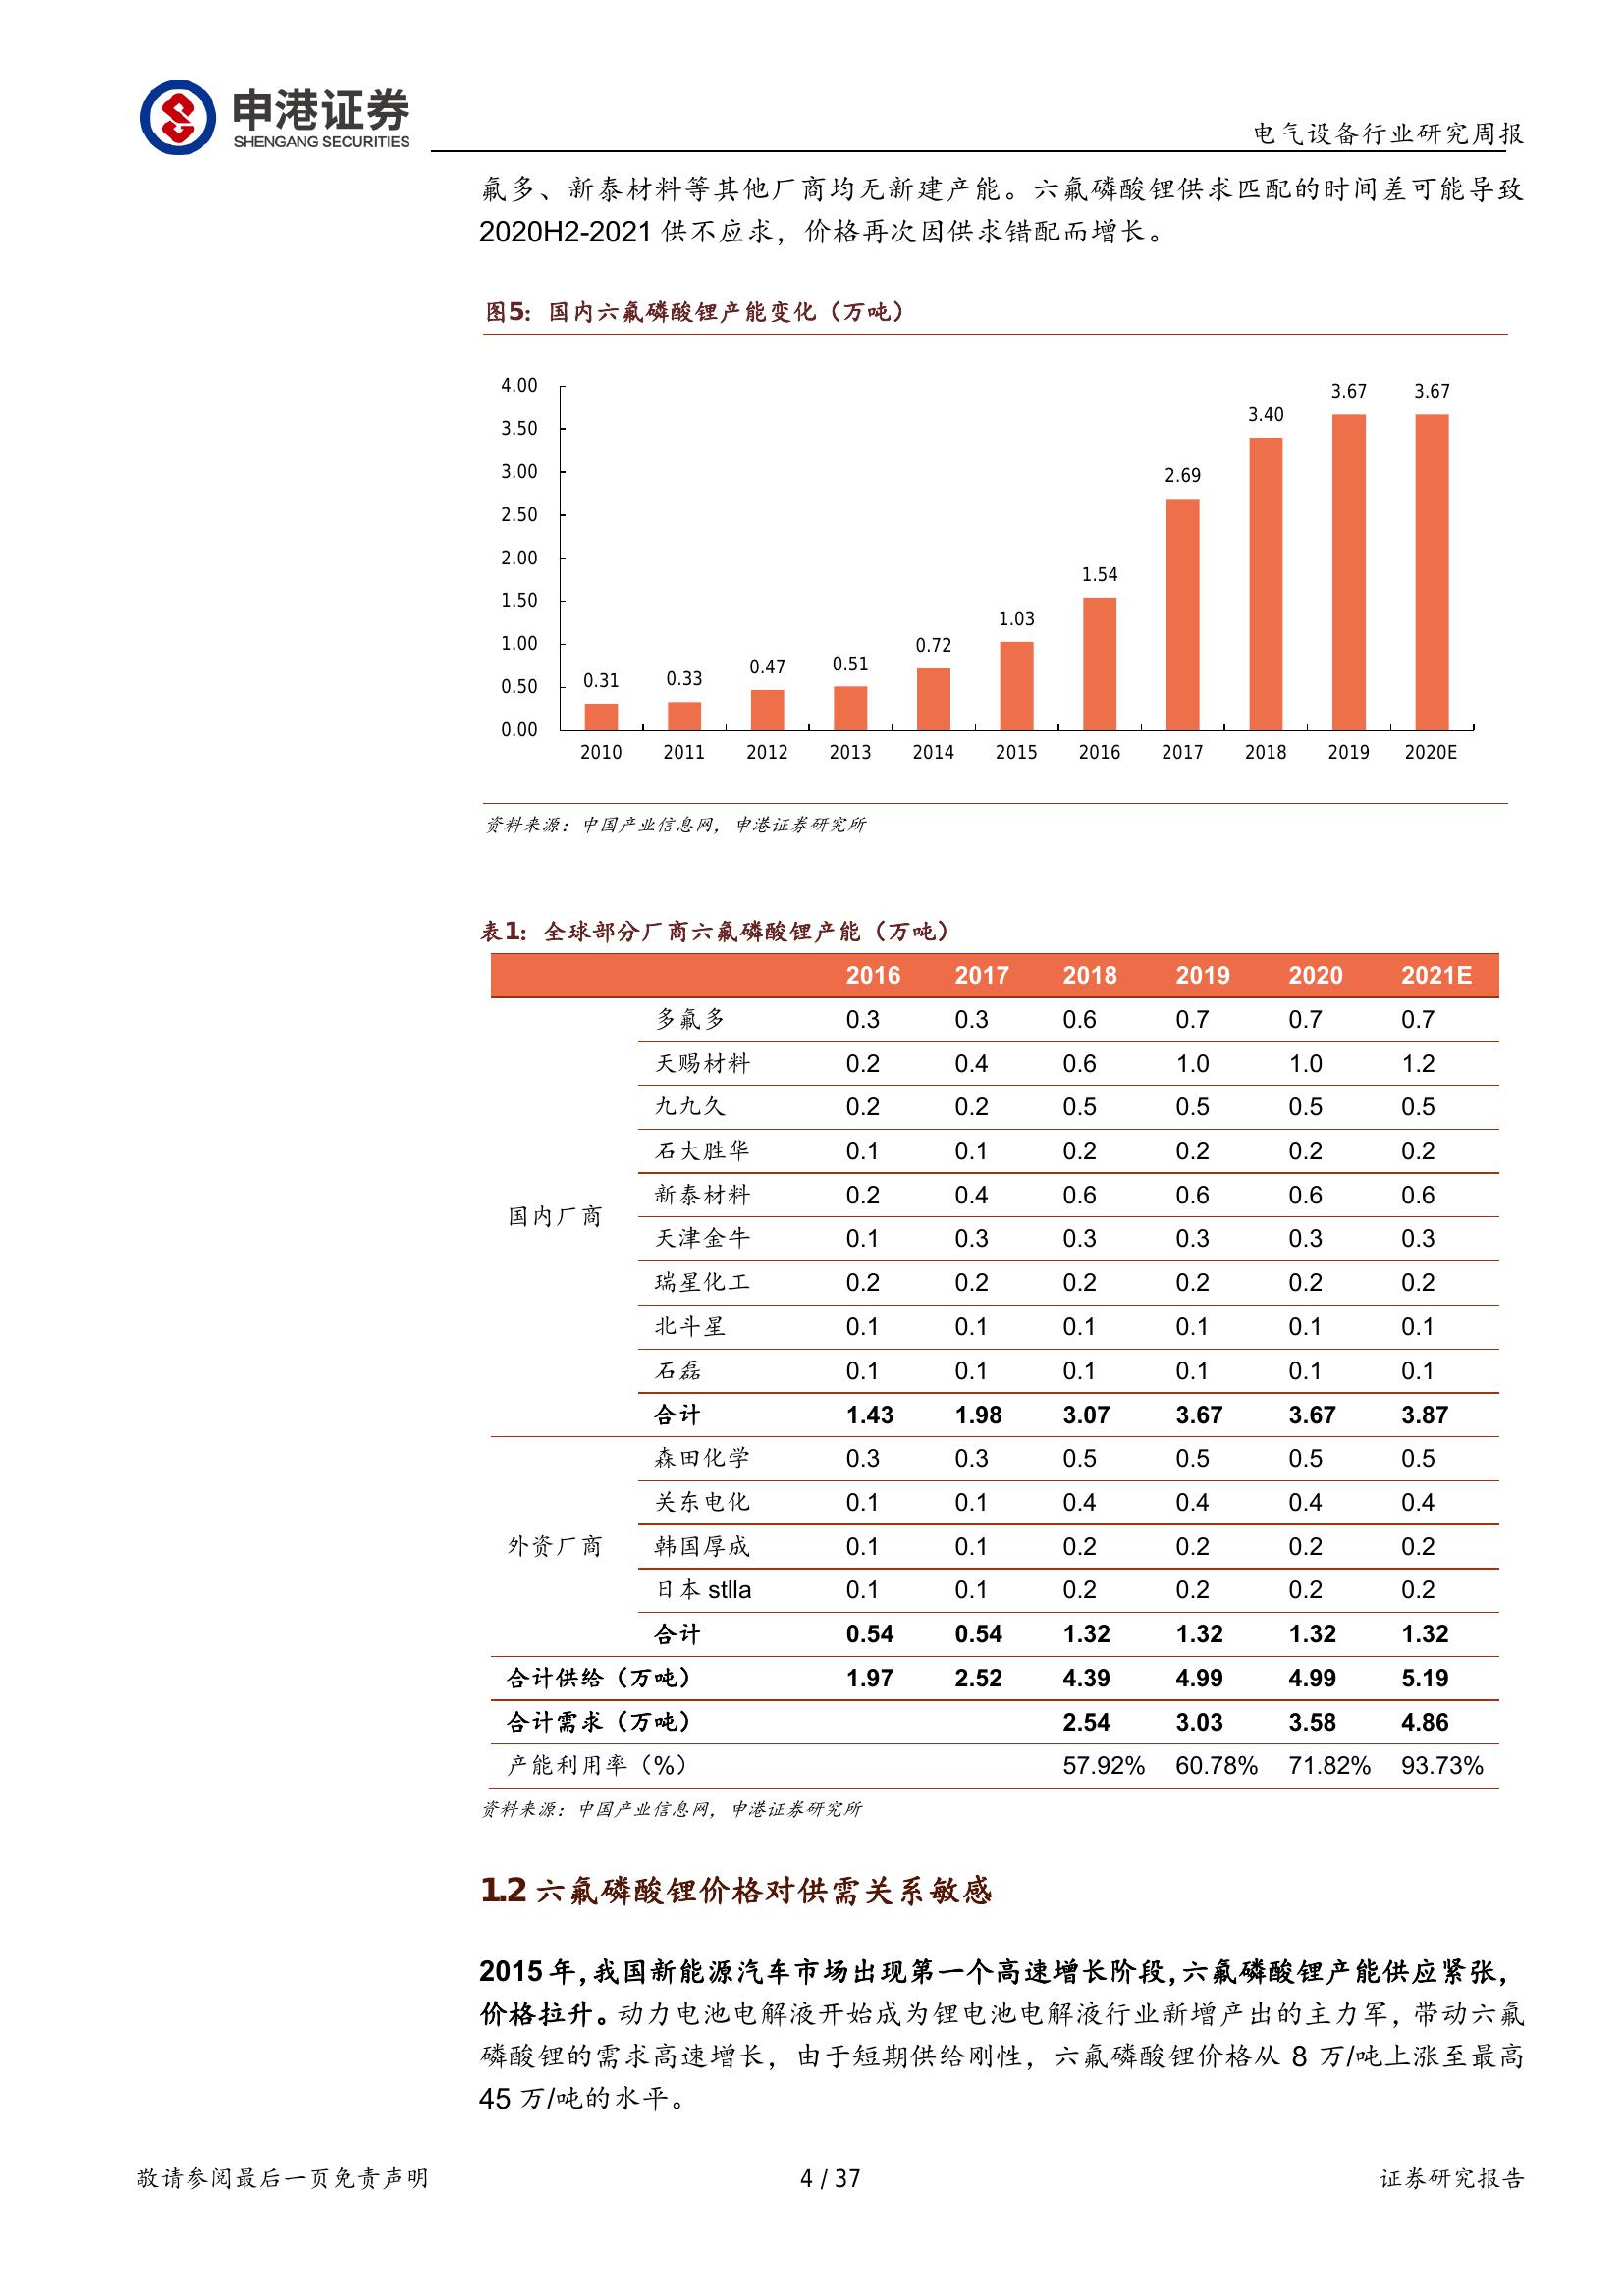 申港证券
SHENGANG SECURITIES
电气设备行业研究周报
氟多、新泰材料等其他厂商均无新建产能。六氟磷酸锂供求匹配的时间差可能导致
2020H2-2021 供不应求，价格再次因供求错配而增长。
图5：国内六氟磷酸锂产能变化（万吨）
4.00
3.50
3.00
2.50
2.00
1.50
1.00
0.50
0.00
0.31 0.33 0.47 0.51 0.72 1.03 1.54 2.69 3.40 3.67 3.67
2010 2011 2012 2013 2014 2015 2016 2017 2018 2019 2020E
资料来源：中国产业信息网，申港证券研究所
表1：全球部分厂商六氟磷酸锂产能（万吨）
2016 2017 2018 2019 2020 2021E
国内厂商
多氟多 0.3 0.3 0.6 0.7 0.7 0.7
天赐材料 0.2 0.4 0.6 1.0 1.0 1.2
九九久 0.2 0.2 0.5 0.5 0.5 0.5
石大胜华 0.1 0.1 0.2 0.2 0.2 0.2
新泰材料 0.2 0.4 0.6 0.6 0.6 0.6
天津金牛 0.1 0.3 0.3 0.3 0.3 0.3
瑞星化工 0.2 0.2 0.2 0.2 0.2 0.2
北斗星 0.1 0.1 0.1 0.1 0.1 0.1
石磊 0.1 0.1 0.1 0.1 0.1 0.1
合计 1.43 1.98 3.07 3.67 3.67 3.87
外资厂商
森田化学 0.3 0.3 0.5 0.5 0.5 0.5
关东电化 0.1 0.1 0.4 0.4 0.4 0.4
韩国厚成 0.1 0.1 0.2 0.2 0.2 0.2
日本 stlla 0.1 0.1 0.2 0.2 0.2 0.2
合计 0.54 0.54 1.32 1.32 1.32 1.32
合计供给（万吨） 1.97 2.52 4.39 4.99 4.99 5.19
合计需求（万吨） 2.54 3.03 3.58 4.86
产能利用率（%） 57.92% 60.78% 71.82% 93.73%
资料来源：中国产业信息网，申港证券研究所
1.2 六氟磷酸锂价格对供需关系敏感
2015 年，我国新能源汽车市场出现第一个高速增长阶段，六氟磷酸锂产能供应紧张，
价格拉升。动力电池电解液开始成为锂电池电解液行业新增产出的主力军，带动六氟
磷酸锂的需求高速增长，由于短期供给刚性，六氟磷酸锂价格从 8 万/吨上涨至最高
45 万/吨的水平。
敬请参阅最后一页免责声明
4 / 37
证券研究报告